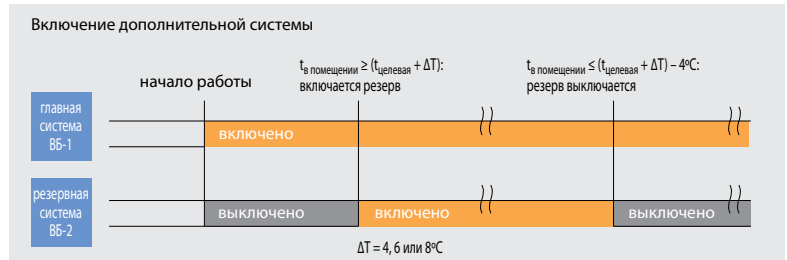 Включение дополнительной системы
начало работы
tв помещении ≥ (tцелевая + ΔT):
включается резерв
tв помещении ≤ (tцелевая + ΔT) – 4ºC:
резерв выключается
главная
система
ВБ-1
включено
резервная
система
ВБ-2
выключено
включено
выключено
ΔT = 4, 6 или 8ºC